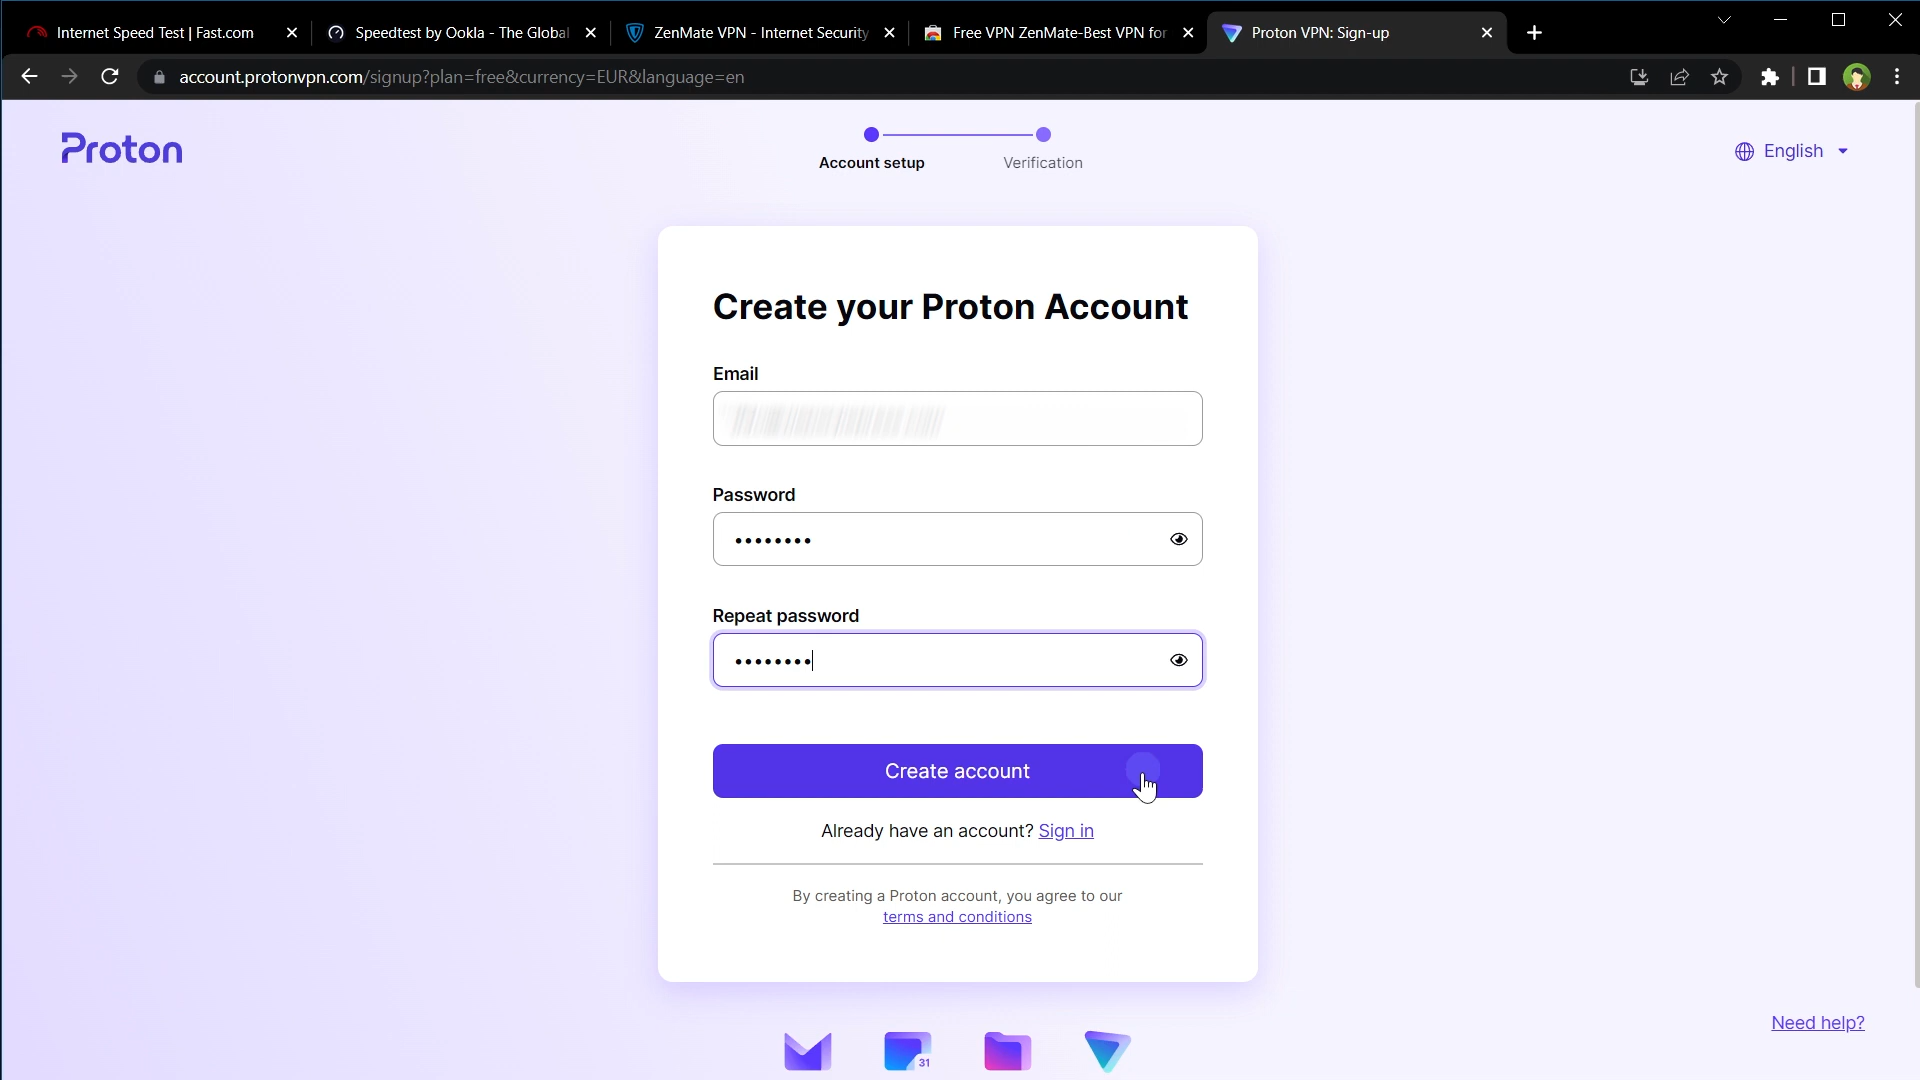 Internet Speed Test | Fast.com
Speedtest by Ookla - The Global
ZenMate VPN - Internet Security
Free VPN ZenMate-Best VPN for
Proton VPN: Sign-up
account.protonvpn.com/signup?plan=free&currency=EUR&language=en
Proton
Account setup
Verification
English
Create your Proton Account
Email
Password
••••••••
Repeat password
••••••••
Create account
Already have an account? Sign in
By creating a Proton account, you agree to our
terms and conditions
Need help?
31